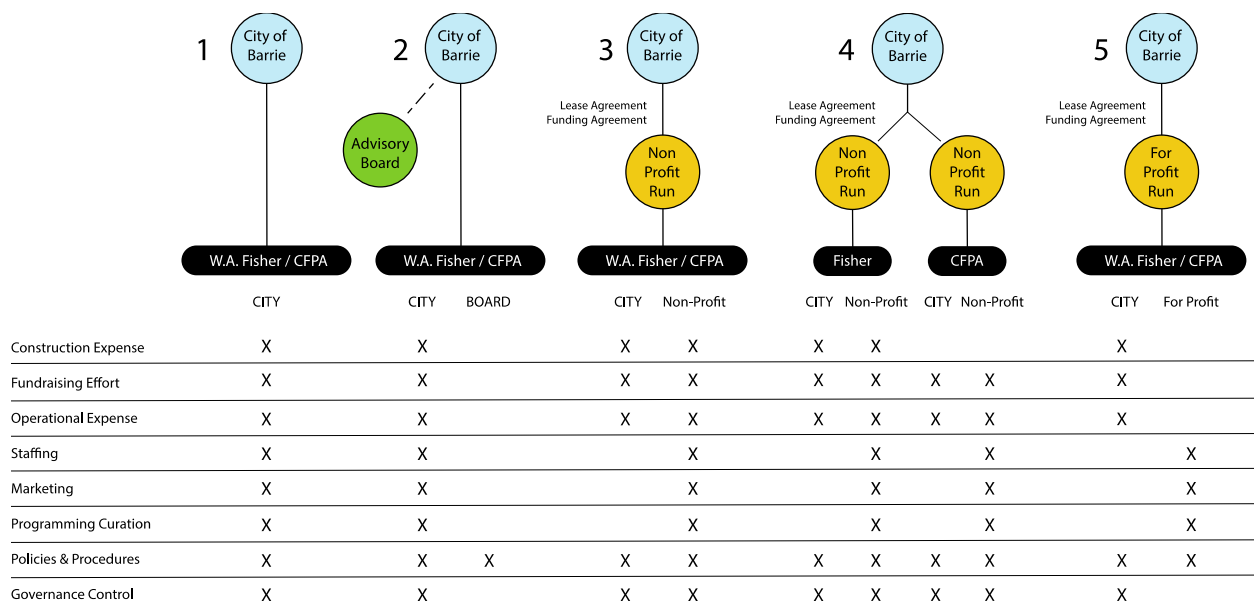 1
City of
Barrie
2
City of
Barrie
3
City of
Barrie
4
City of
Barrie
5
City of
Barrie
Advisory
Board
Lease Agreement
Funding Agreement
Lease Agreement
Funding Agreement
Lease Agreement
Funding Agreement
Non
Profit
Run
Non
Profit
Run
Non
Profit
Run
For
Profit
Run
W.A. Fisher / CFPA
W.A. Fisher / CFPA
W.A. Fisher / CFPA
Fisher
CFPA
W.A. Fisher / CFPA
CITY CITY BOARD CITY Non-Profit CITY Non-Profit CITY Non-Profit CITY For Profit
Construction Expense X X X X X X X
Fundraising Effort X X X X X X X X X
Operational Expense X X X X X X X X X
Staffing X X X X X X
Marketing X X X X X X
Programming Curation X X X X X X
Policies & Procedures X X X X X X X X X X X
Governance Control X X X X X X X X X